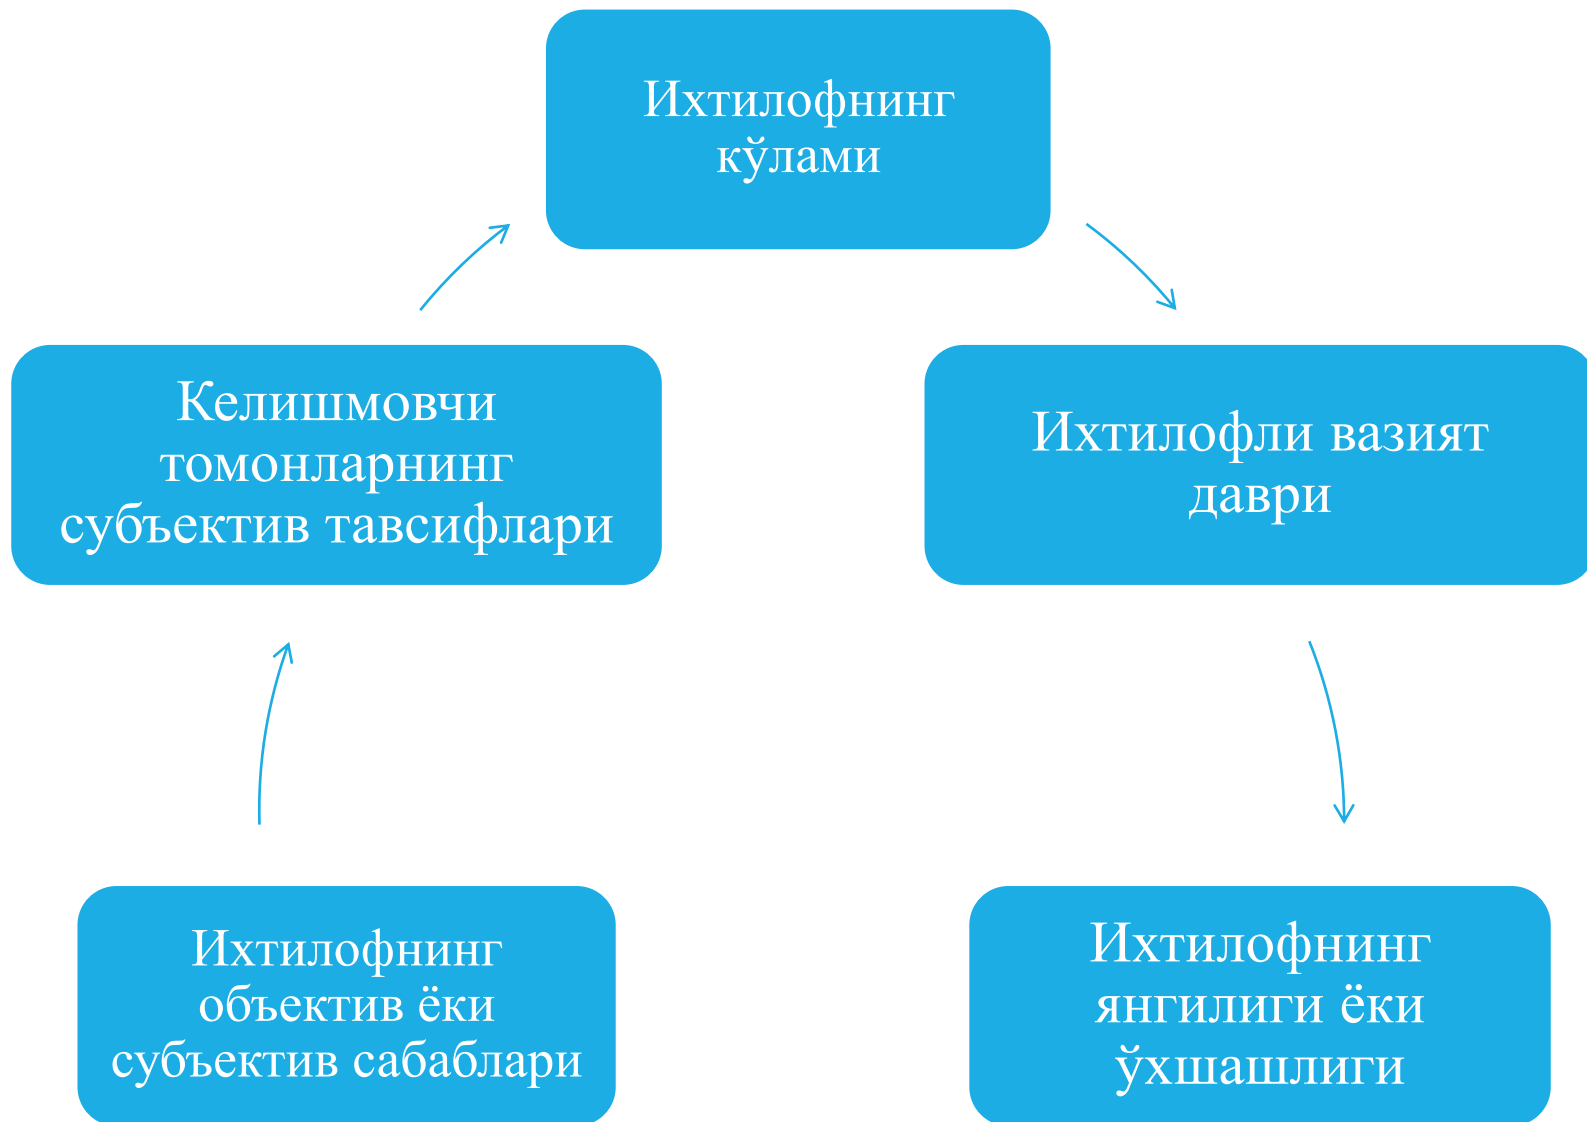 Ихтилофнинг
кўлами
Келишмовчи
томонларнинг
субъектив тавсифлари
Ихтилофли вазият
даври
Ихтилофнинг
объектив ёки
субъектив сабаблари
Ихтилофнинг
янгилиги ёки
ўхшашлиги